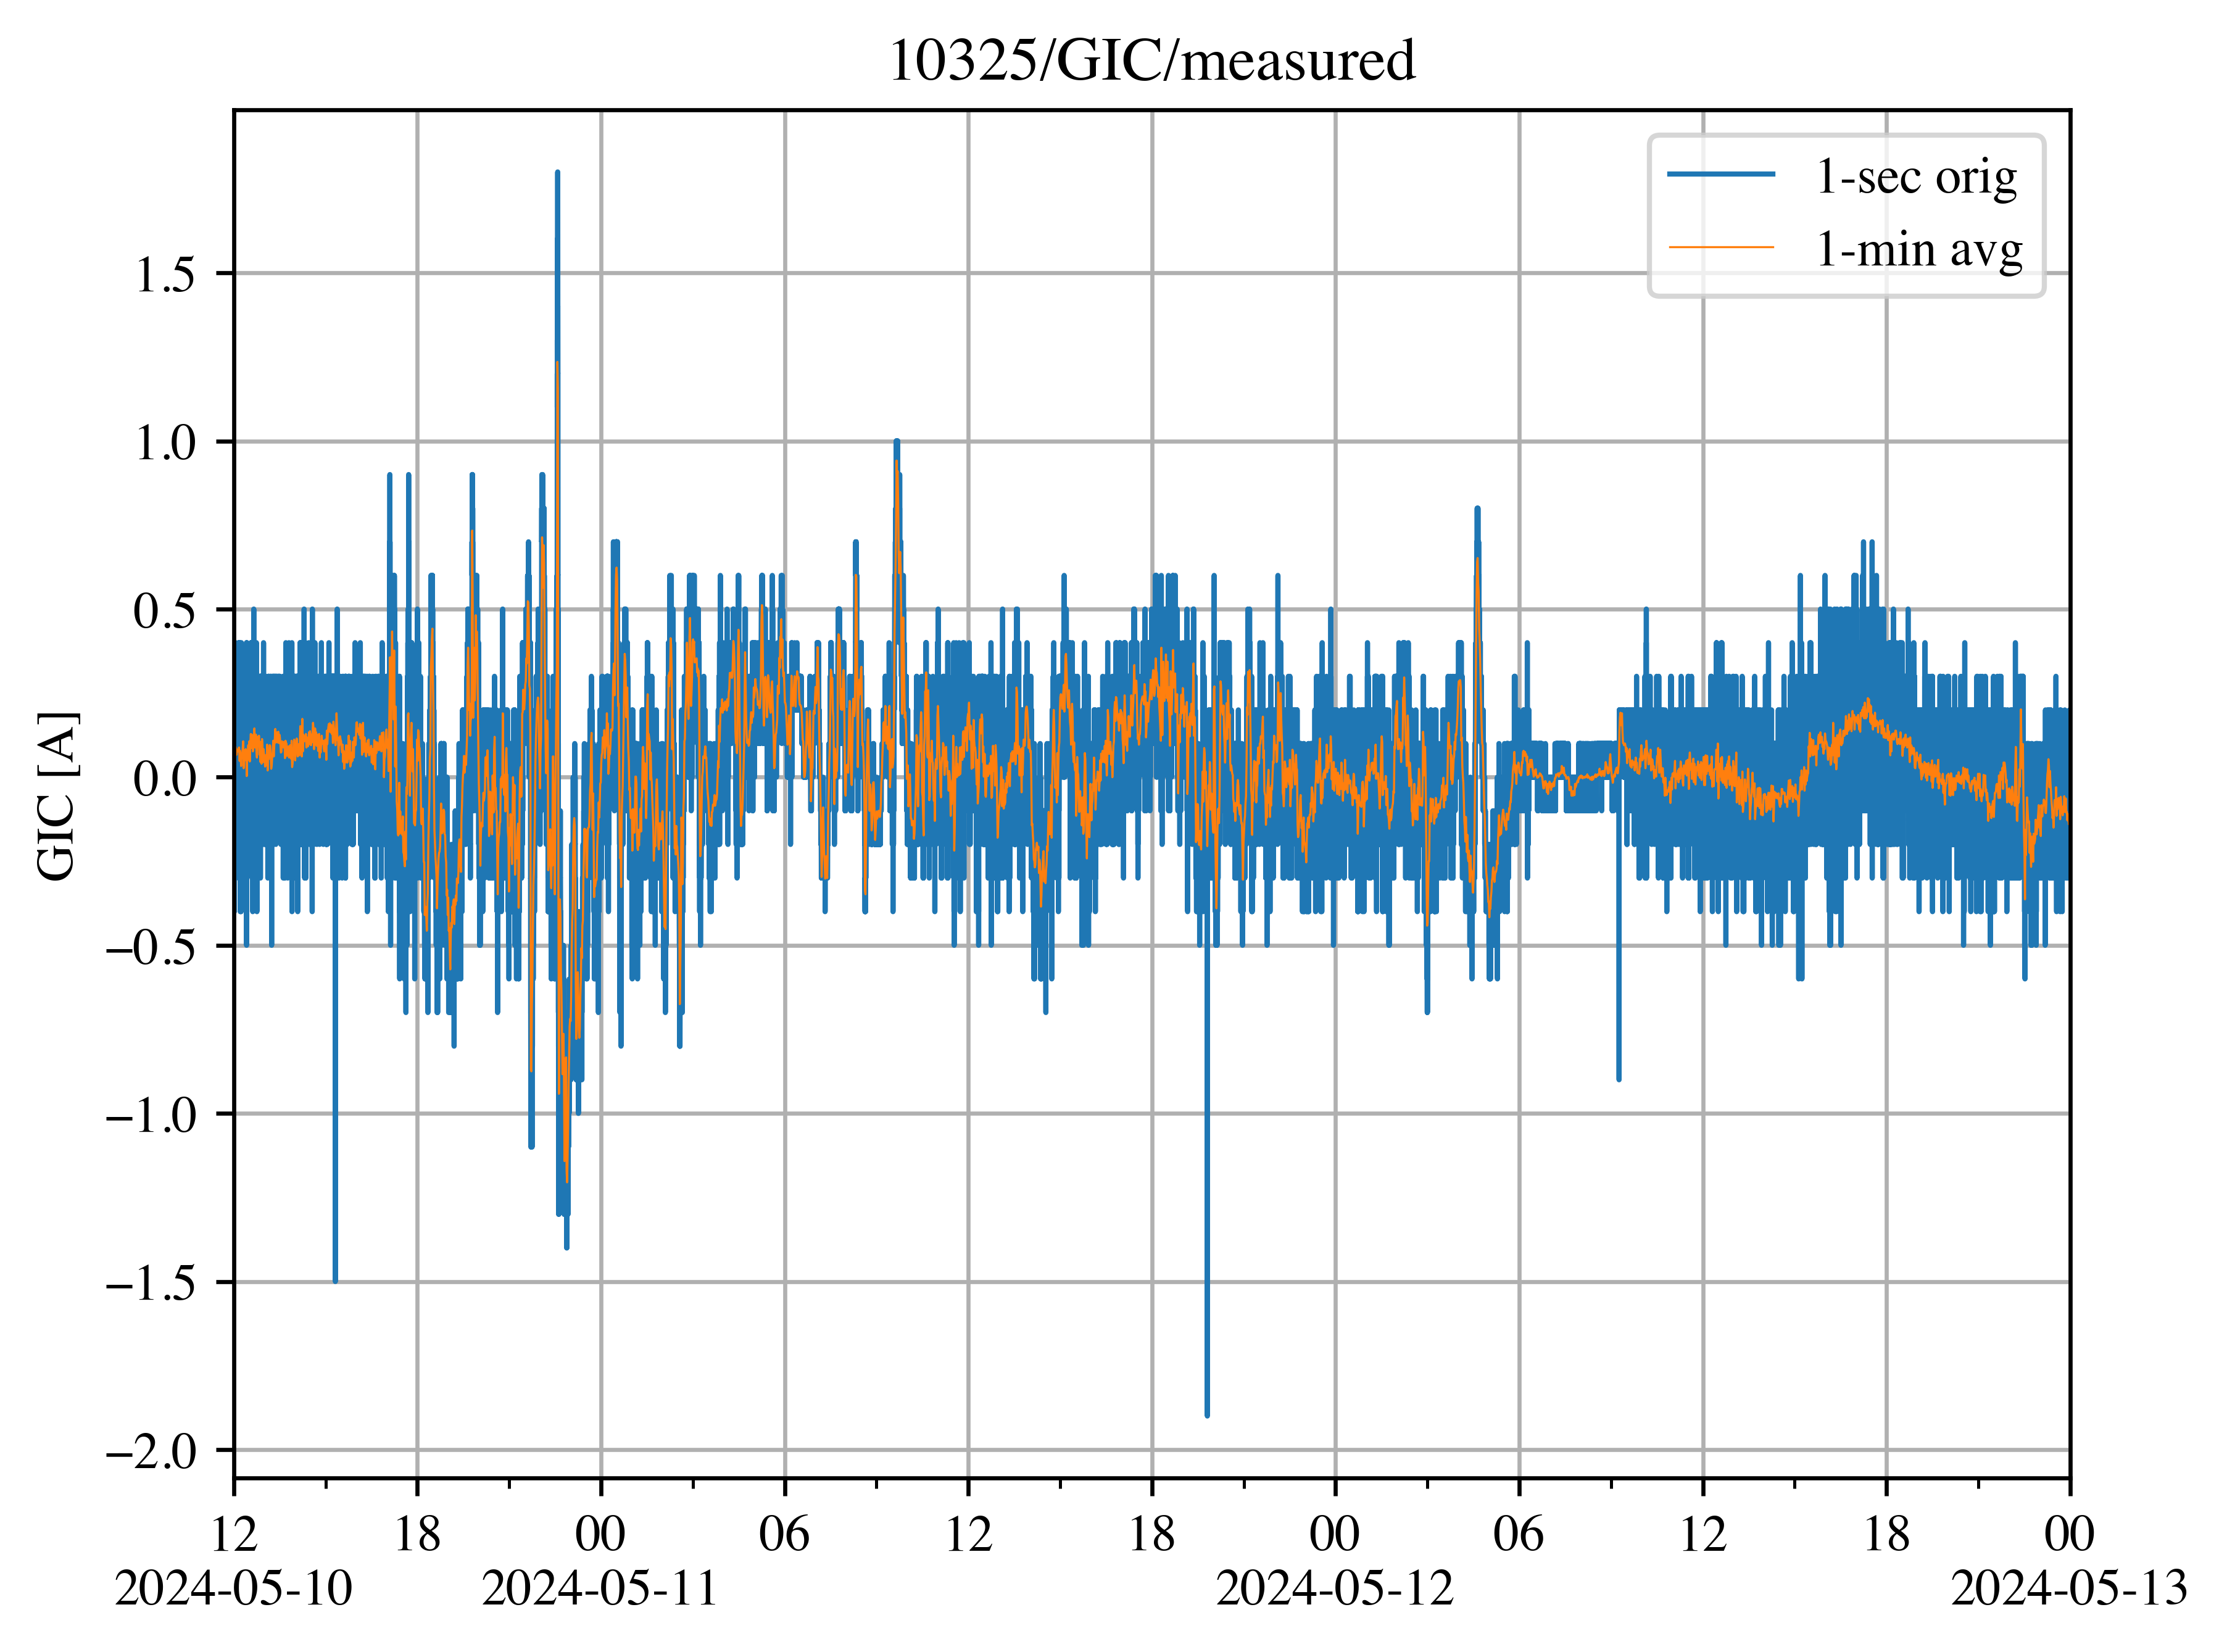 10325/GIC/measured
1-sec orig
1-min avg
GIC [A]
1.5
1.0
0.5
0.0
−0.5
−1.0
−1.5
−2.0
12 18 00 06 12 18 00 06 12 18 00
2024-05-10 2024-05-11 2024-05-12 2024-05-13